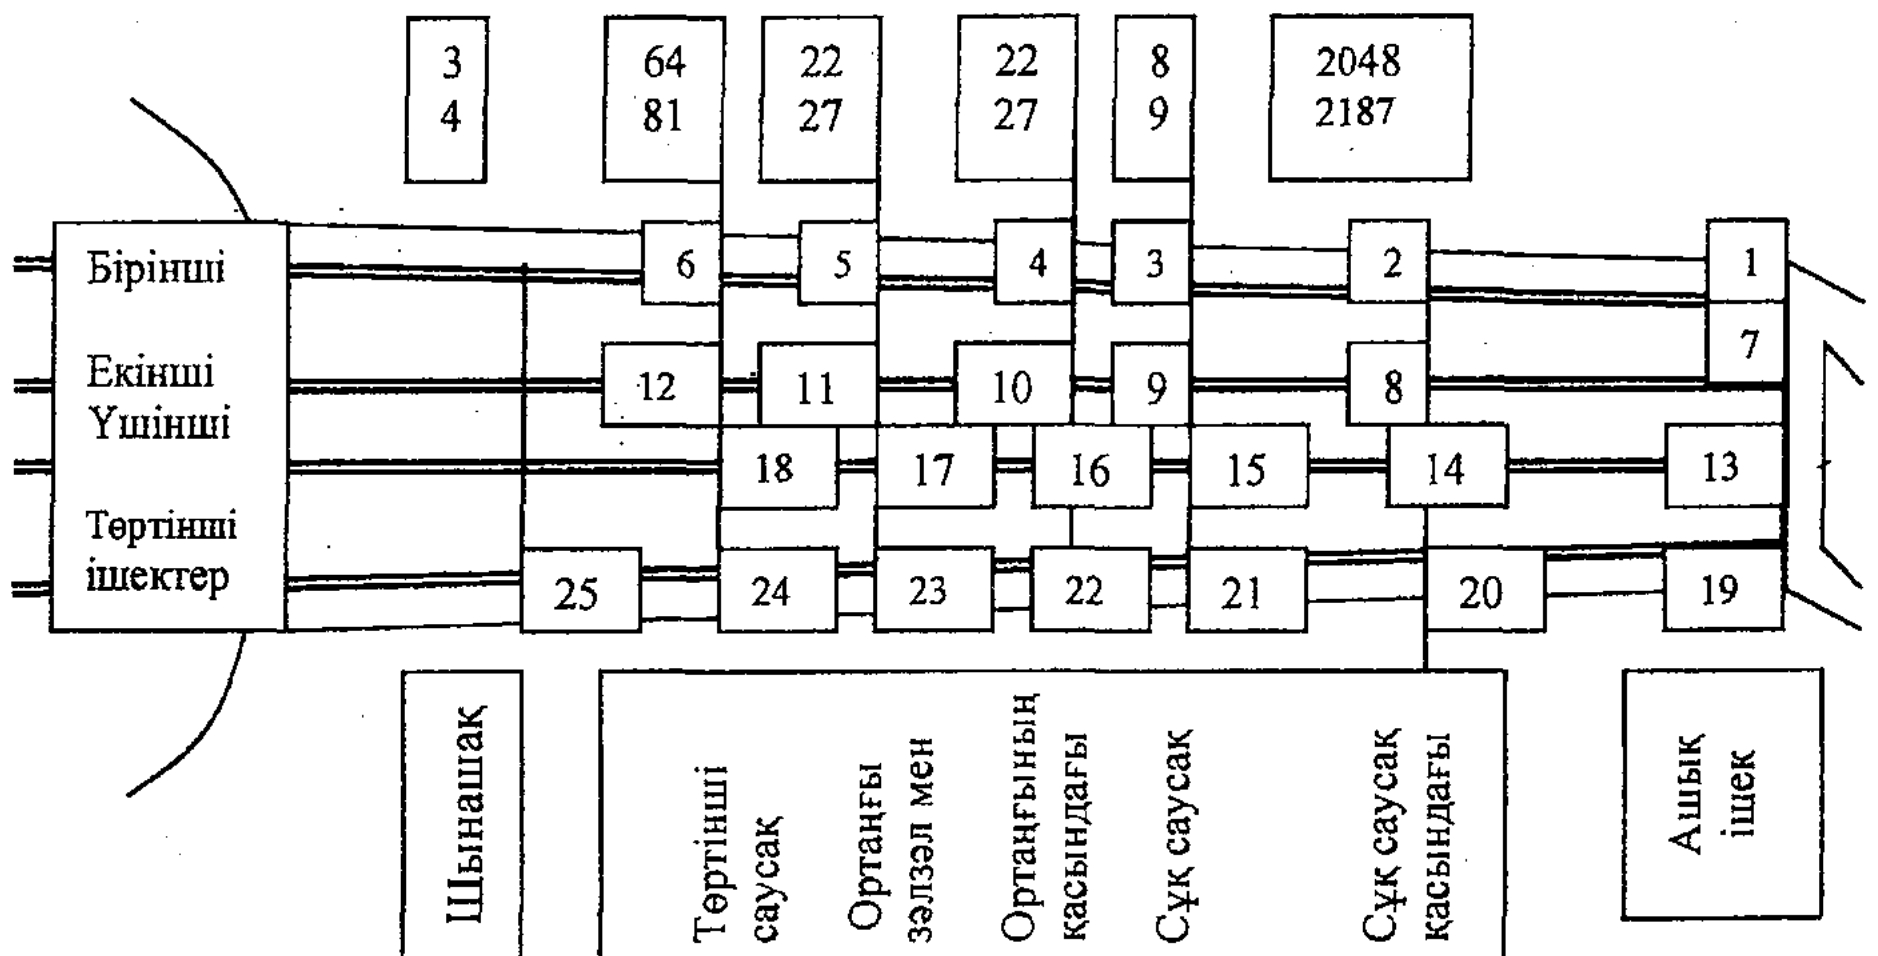 3
4
64
81
22
27
22
27
8
9
2048
2187
Бірінші
6
5
4
3
2
1
7
Екінші
12
11
10
9
8
Үшінші
18
17
16
15
14
13
Төртінші
ішектер
25
24
23
22
21
20
19
Шынашақ
Төртінші
саусақ
Ортаңғы
зәлзәл мен
Ортаңғының
қасындағы
Сұқ саусақ
Сұқ саусақ
қасындағы
Ашық
ішек